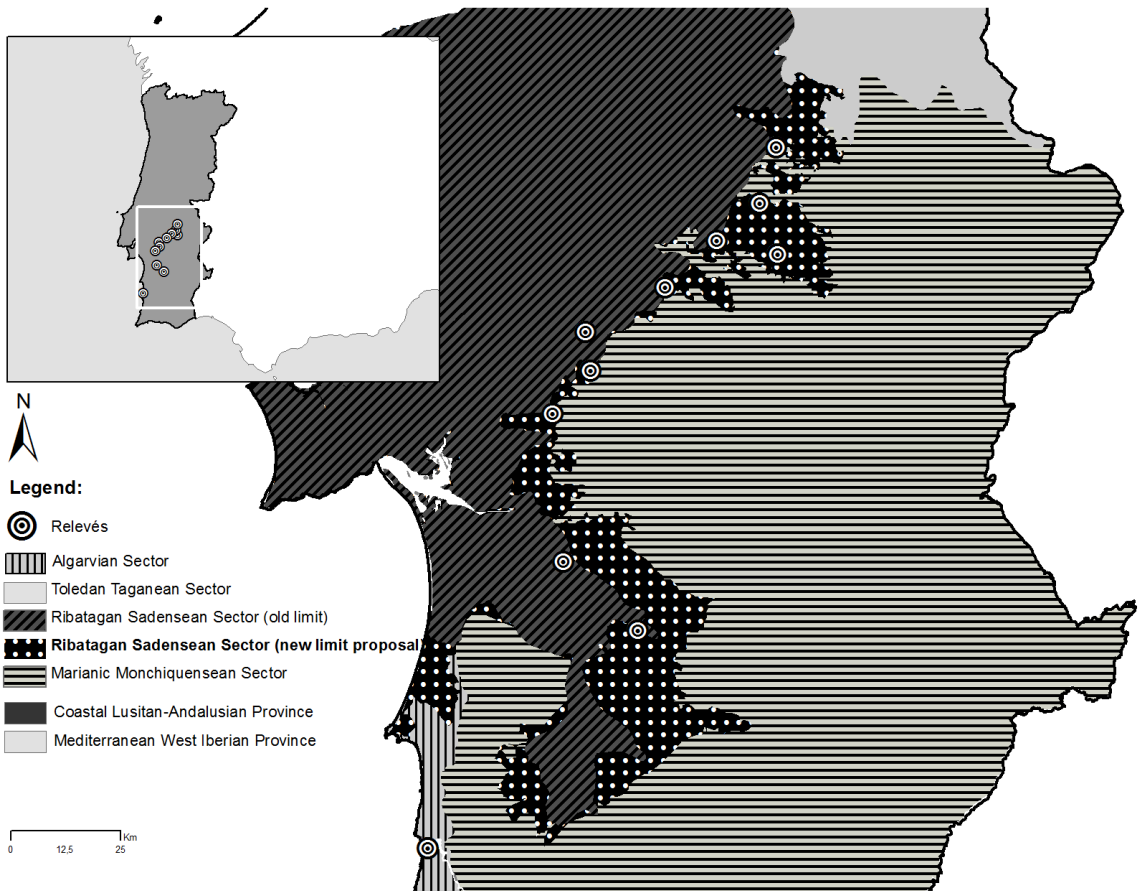 N
Legend:
Relevés
Algarvian Sector
Toledan Taganean Sector
Ribatagan Sadensean Sector (old limit)
Ribatagan Sadensean Sector (new limit proposal
Marianic Monchiquensean Sector
Coastal Lusitan-Andalusian Province
Mediterranean West Iberian Province
Km
0 12,5 25